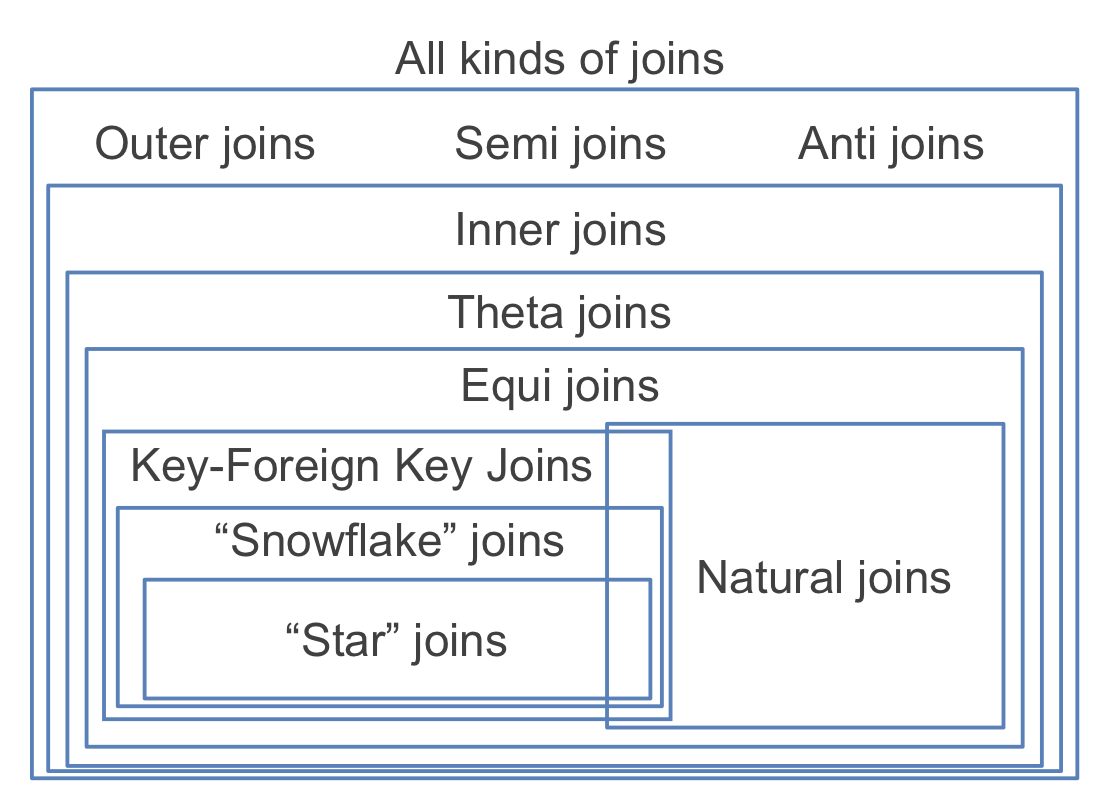 All kinds of joins
Outer joins Semi joins Anti joins
Inner joins
Theta joins
Equi joins
Key-Foreign Key Joins
“Snowflake” joins
Natural joins
“Star” joins